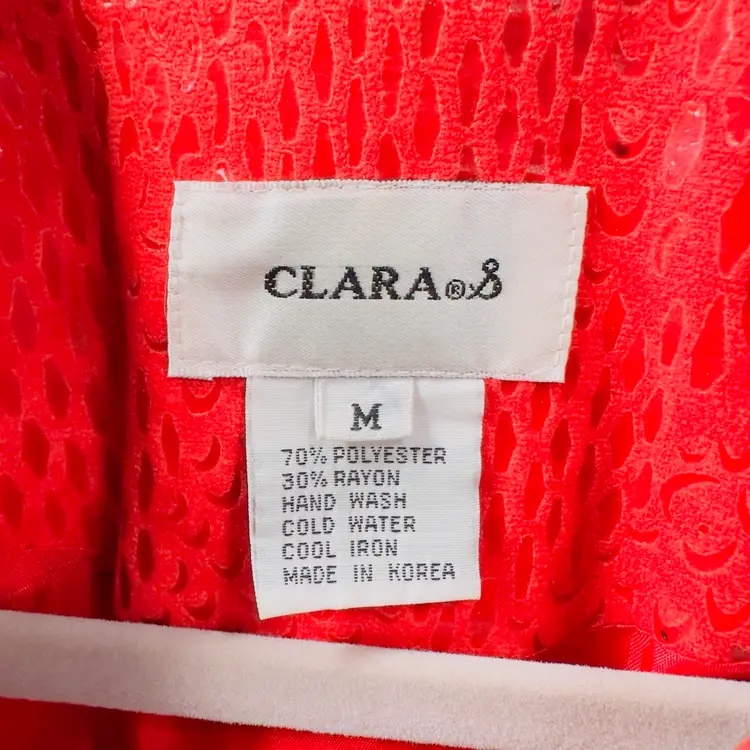 CLARA®S
M
70% POLYESTER
30% RAYON
HAND WASH
COLD WATER
COOL IRON
MADE IN KOREA